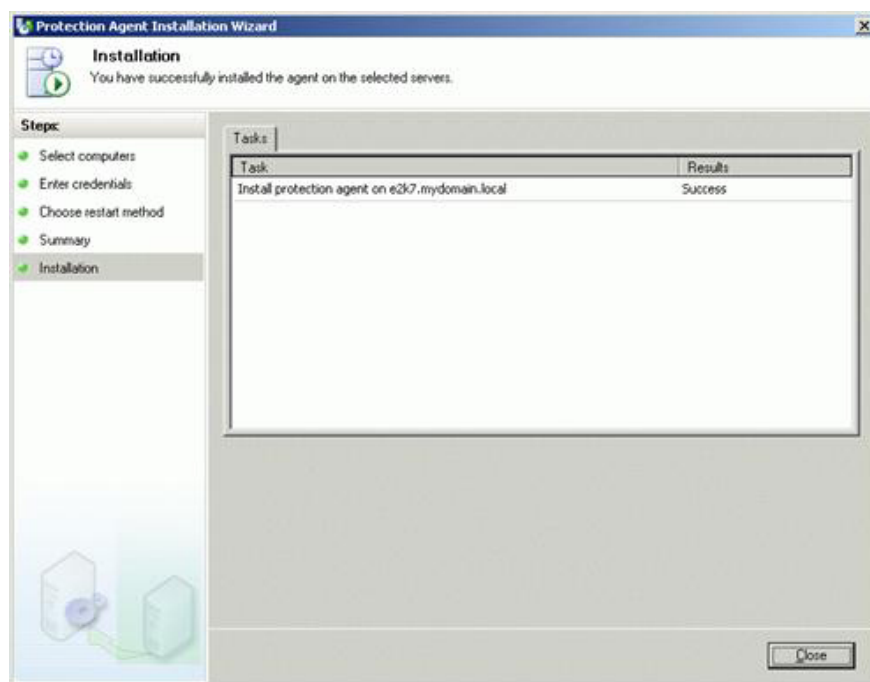 Protection Agent Installation Wizard
Installation
You have successfully installed the agent on the selected servers.
Steps:
Select computers
Enter credentials
Choose restart method
Summary
Installation
Tasks
Task Results
Install protection agent on e2k7.mydomain.local Success
Close